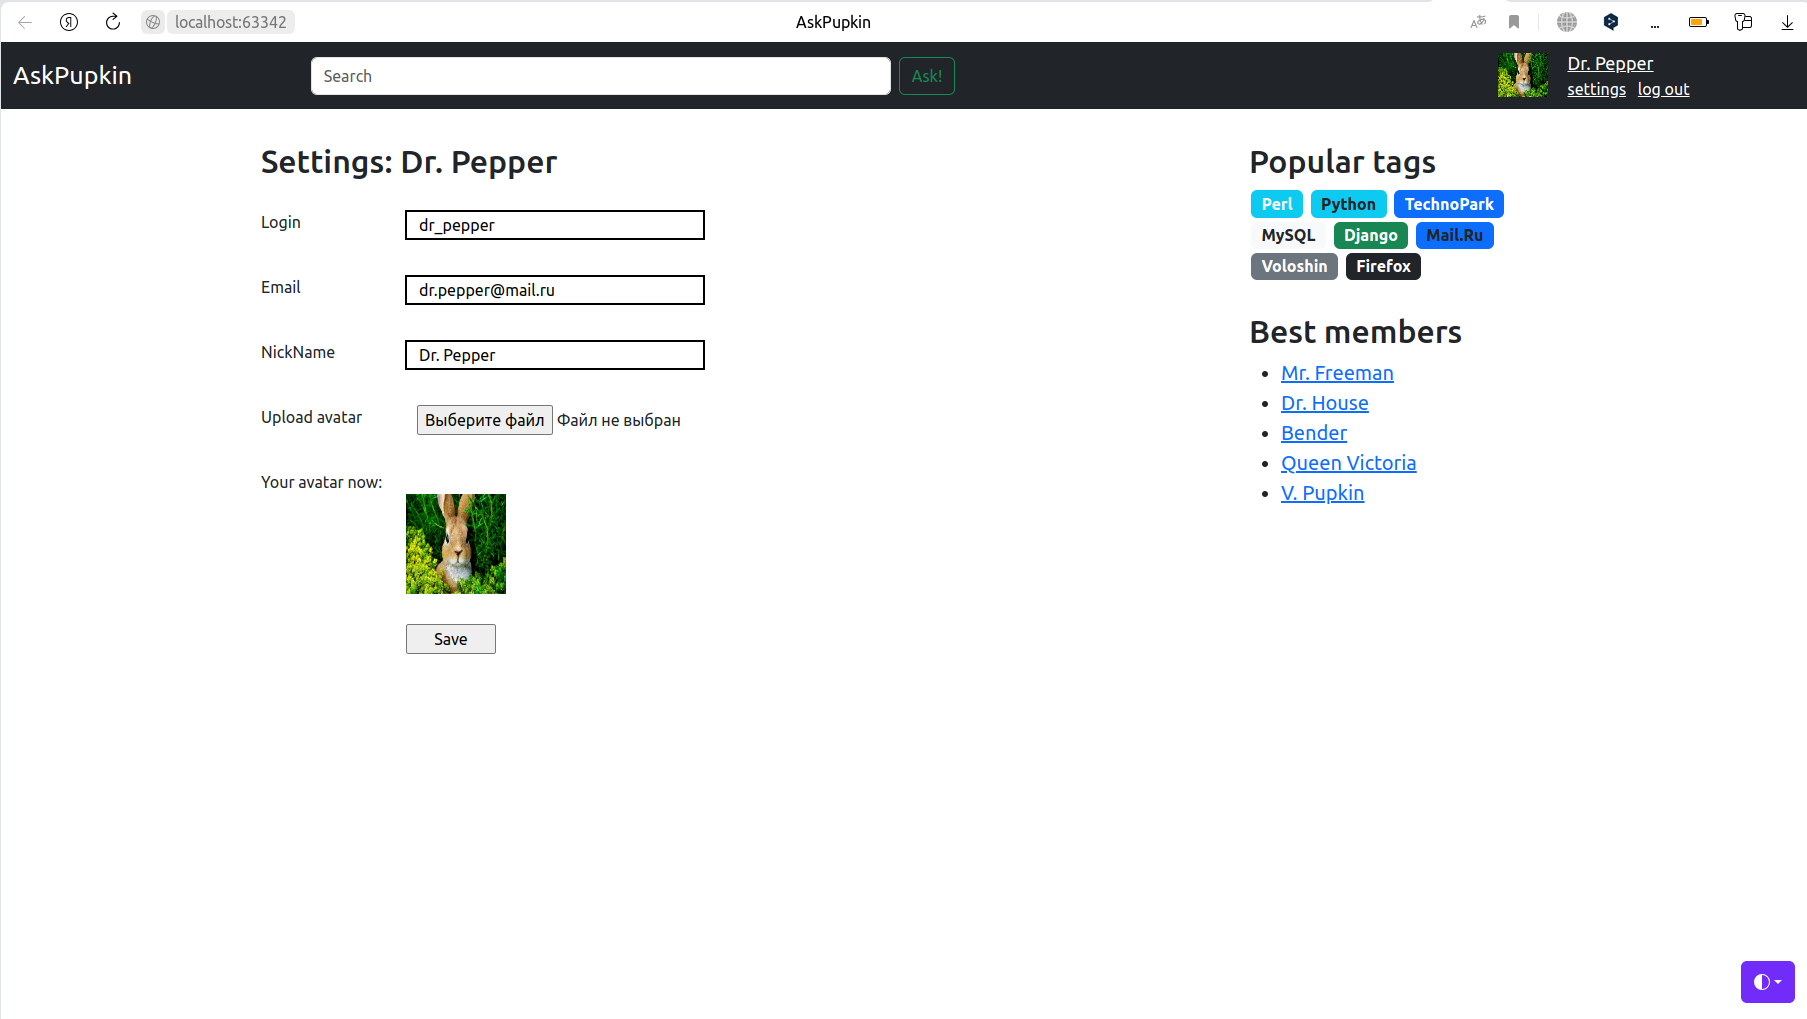 Я localhost:63342 AskPupkin ...
AskPupkin Search Ask! Dr. Pepper
settings log out
Settings: Dr. Pepper
Login dr_pepper
Email dr.pepper@mail.ru
NickName Dr. Pepper
Upload avatar Выберите файл Файл не выбран
Your avatar now:
Save
Popular tags
Perl Python TechnoPark
MySQL Django Mail.Ru
Voloshin Firefox
Best members
Mr. Freeman
Dr. House
Bender
Queen Victoria
V. Pupkin